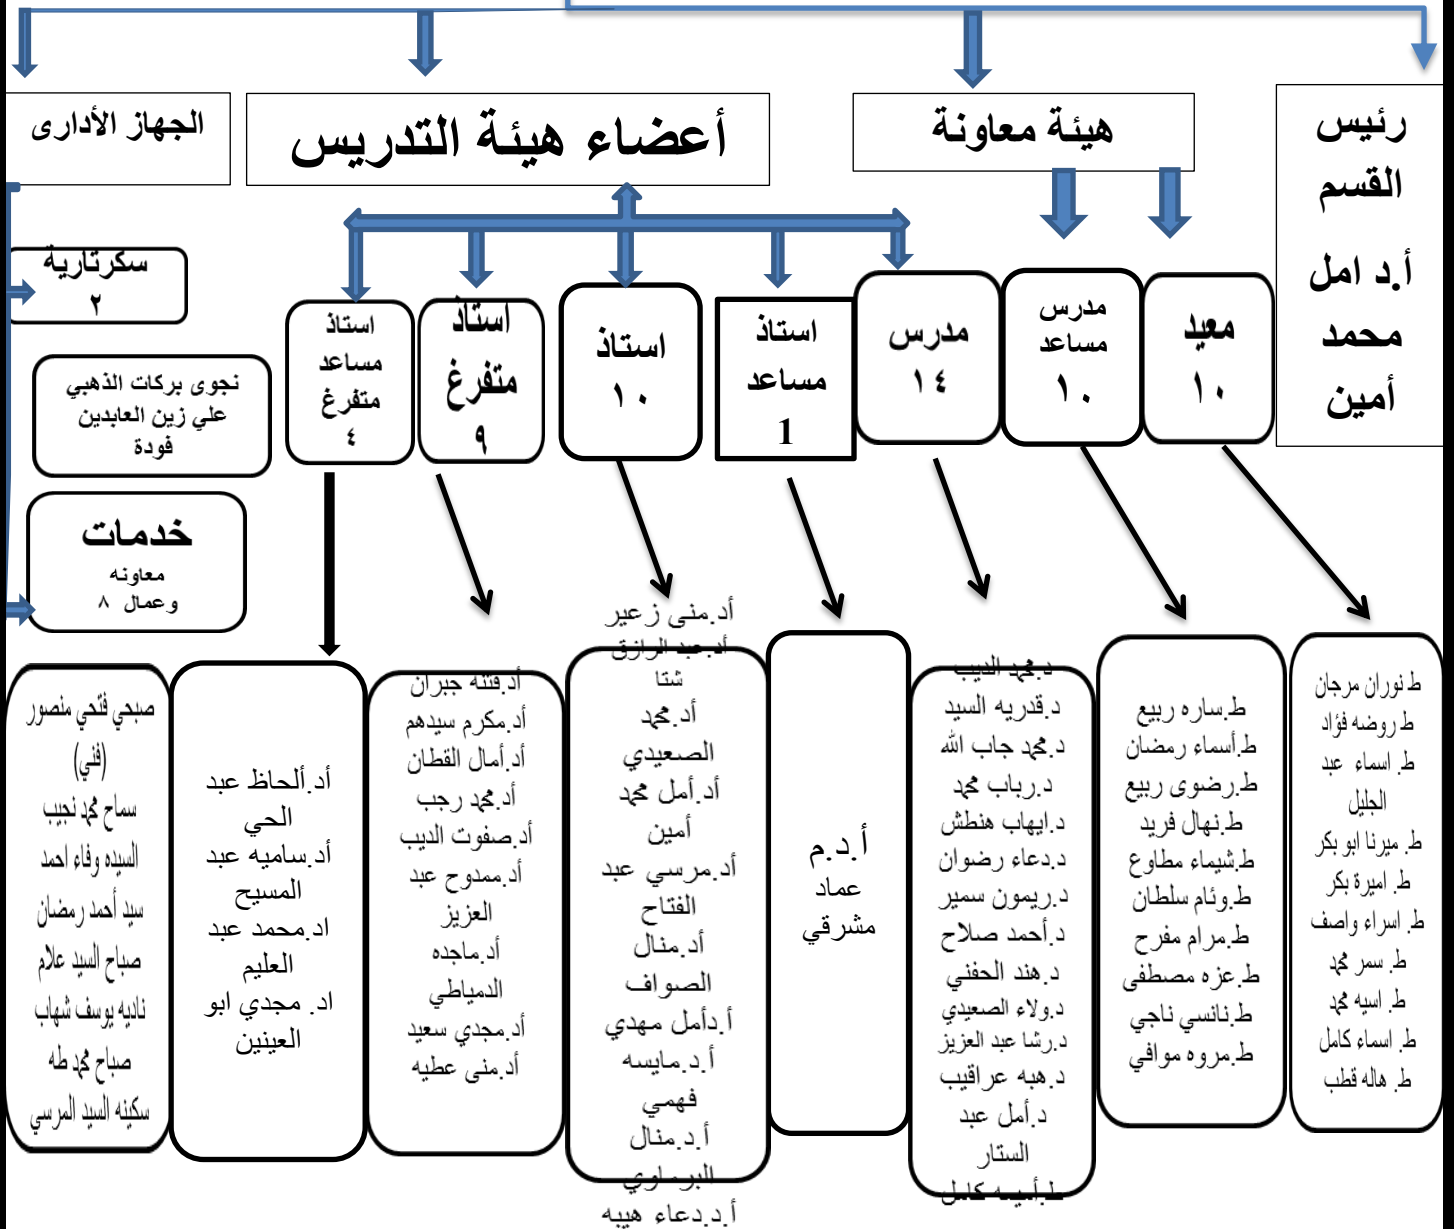 رئيس
القسم
أ.د امل
محمد
أمين
هيئة معاونة
أعضاء هيئة التدريس
الجهاز الأدارى
معيد
١٠
مدرس
مساعد
١٠
مدرس
١٤
استاذ
مساعد
1
استاذ
١٠
استاذ
متفرغ
٩
استاذ
مساعد
متفرغ
٤
سكرتارية
٢
نجوى بركات الذهبي
علي زين العابدين
فودة
خدمات
معاونه
وعمال ٨
ط نوران مرجان
ط روضه فؤاد
ط. اسماء عبد
الجليل
ط. ميرنا ابو بكر
ط. اميرة بكر
ط. اسراء واصف
ط. سمر محمد
ط. اسيه محمد
ط. اسماء كامل
ط. هاله قطب
ط.ساره ربيع
ط.أسماء رمضان
ط.رضوى ربيع
ط.نهال فريد
ط.شيماء مطاوع
ط.وئام سلطان
ط.مرام مفرح
ط.عزه مصطفى
ط.نانسي ناجي
ط.مروه موافي
د.محمد الديب
د.قدريه السيد
د.محمد جاب الله
د.رباب محمد
د.ايهاب هنطش
د.دعاء رضوان
د.ريمون سمير
د.أحمد صلاح
د.هند الحفني
د.ولاء الصعيدي
د.رشا عبد العزيز
د.هبه عراقيب
د.أمل عبد
الستار
ط.أميمه كامل
أ.د.م
عماد
مشرقي
أد.منى زعير
أد.عبد الرازق
شتا
أد.محمد
الصعيدي
أد.أمل محمد
أمين
أد.مرسي عبد
الفتاح
أد.منال
الصواف
أ.دأمل مهدي
أ.د.مايسه
فهمي
أ.د.منال
البرماوي
أ.د.دعاء هيبه
أد.فتنه جبران
أد.مكرم سيدهم
أد.أمال القطان
أد.محمد رجب
أد.صفوت الديب
أد.ممدوح عبد
العزيز
أد.ماجده
الدمياطي
أد.مجدي سعيد
أد.منى عطيه
أد.ألحاظ عبد
الحي
أد.ساميه عبد
المسيح
اد.محمد عبد
العليم
اد. مجدي ابو
العينين
صبحي فتحي منصور
(فني)
سماح محمد نجيب
السيده وفاء احمد
سيد أحمد رمضان
صباح السيد علام
ناديه يوسف شهاب
صباح محمد طه
سكينه السيد المرسي